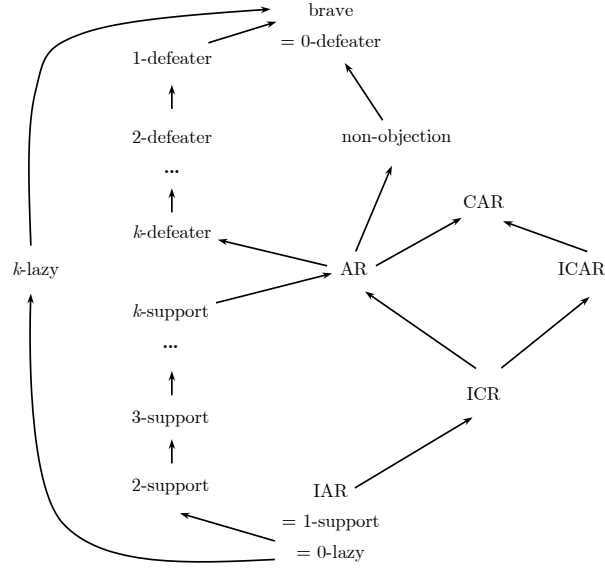 brave
= 0-defeater
1-defeater
2-defeater
...
non-objection
CAR
k-defeater
k-lazy
AR
ICAR
k-support
...
ICR
3-support
2-support
IAR
= 1-support
= 0-lazy